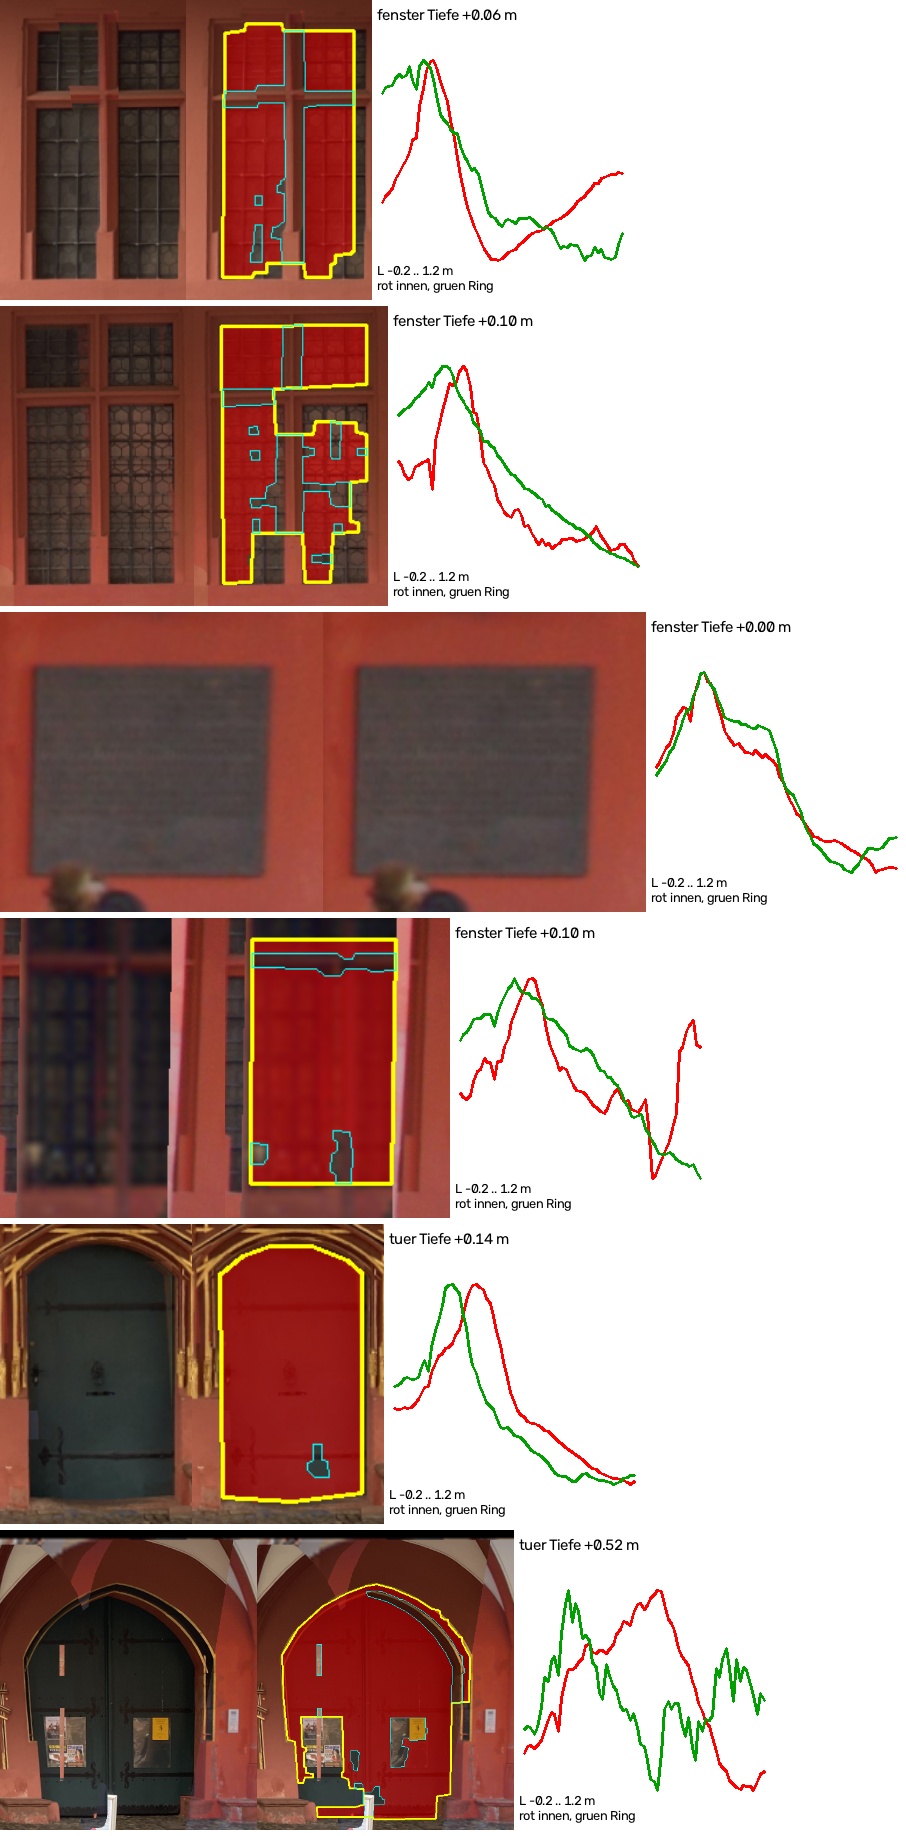 fenster Tiefe +0.06 m
L -0.2 .. 1.2 m
rot innen, gruen Ring
fenster Tiefe +0.10 m
L -0.2 .. 1.2 m
rot innen, gruen Ring
fenster Tiefe +0.00 m
L -0.2 .. 1.2 m
rot innen, gruen Ring
fenster Tiefe +0.10 m
L -0.2 .. 1.2 m
rot innen, gruen Ring
tuer Tiefe +0.14 m
L -0.2 .. 1.2 m
rot innen, gruen Ring
tuer Tiefe +0.52 m
L -0.2 .. 1.2 m
rot innen, gruen Ring